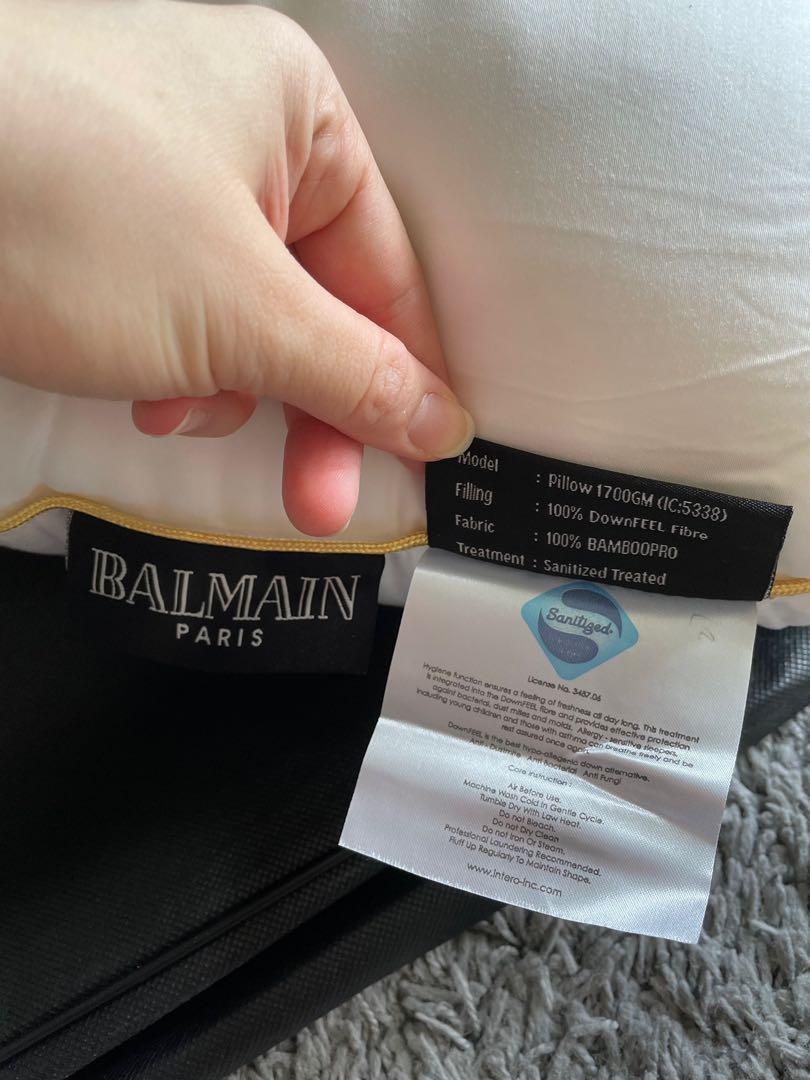 BALMAIN
PARIS
Model : Pillow 1700GM (IC:5338)
Filling : 100% DownFEEL Fibre
Fabric : 100% BAMBOOPRO
Treatment : Sanitized Treated
Sanitized
License No. 3487.06
Hygiene function ensures a feeling of freshness all day long. This treatment
is integrated into the DownFEEL fibre and provides effective protection
against bacterial, dust mites and molds. Allergy - sensitive sleepers,
including young children and those with asthma can breathe freely and be
rest assured once again.
DownFEEL is the best hypo-allegenic down alternative.
Anti - Dustmite Anti Bacterial Anti Fungi
Care Instruction :
Air Before Use.
Machine Wash Cold In Gentle Cycle.
Tumble Dry With Low Heat.
Do not Bleach.
Do not Dry Clean
Do not Iron Or Steam.
Professional Laundering Recommended.
Fluff Up Regularly To Maintain Shape.
www.Intero-Inc.com